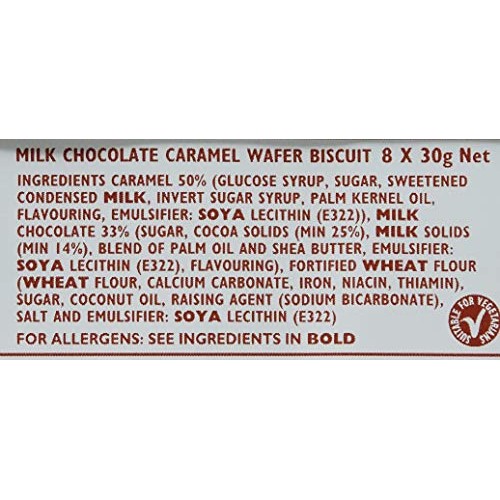 MILK CHOCOLATE CARAMEL WAFER BISCUIT 8 X 30g Net
INGREDIENTS CARAMEL 50% (GLUCOSE SYRUP, SUGAR, SWEETENED
CONDENSED MILK, INVERT SUGAR SYRUP, PALM KERNEL OIL,
FLAVOURING, EMULSIFIER: SOYA LECITHIN (E322)), MILK
CHOCOLATE 33% (SUGAR, COCOA SOLIDS (MIN 25%), MILK SOLIDS
(MIN 14%), BLEND OF PALM OIL AND SHEA BUTTER, EMULSIFIER:
SOYA LECITHIN (E322), FLAVOURING), FORTIFIED WHEAT FLOUR
(WHEAT FLOUR, CALCIUM CARBONATE, IRON, NIACIN, THIAMIN),
SUGAR, COCONUT OIL, RAISING AGENT (SODIUM BICARBONATE),
SALT AND EMULSIFIER: SOYA LECITHIN (E322)
FOR ALLERGENS: SEE INGREDIENTS IN BOLD
SUITABLE FOR VEGETARIANS